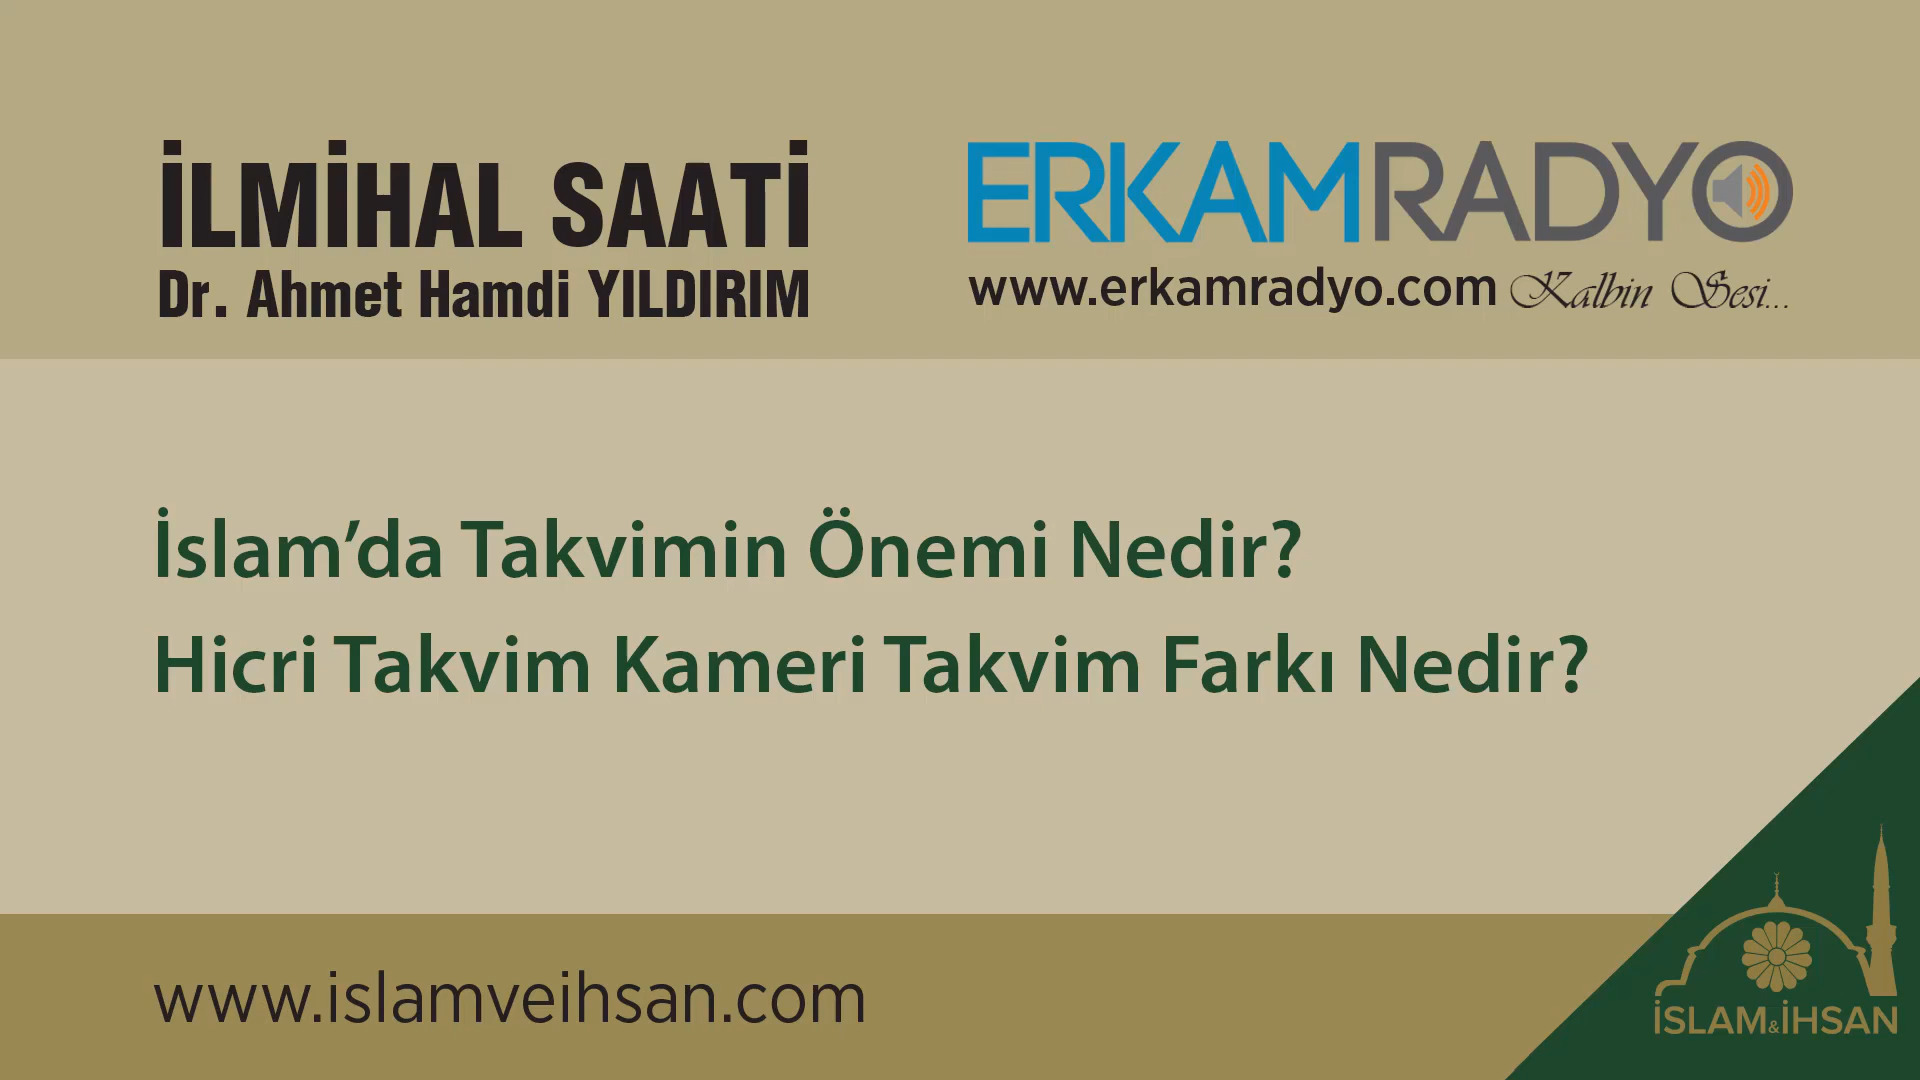 İLMİHAL SAATİ
Dr. Ahmet Hamdi YILDIRIM
ERKAMRADYO
www.erkamradyo.com Kalbin Sesi...
İslam’da Takvimin Önemi Nedir?
Hicri Takvim Kameri Takvim Farkı Nedir?
www.islamveihsan.com
İSLAM&İHSAN